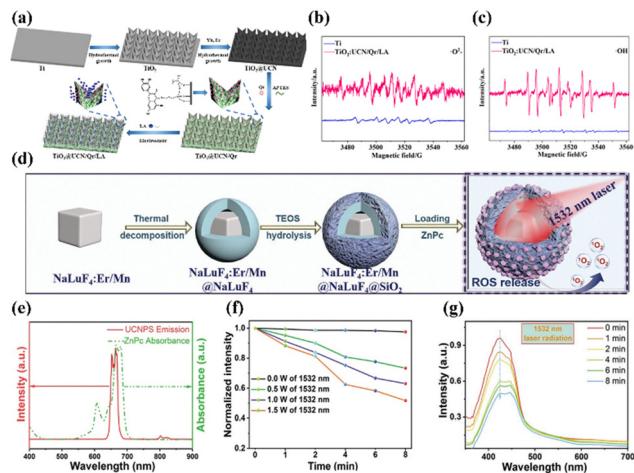 (a)
Hydrothermal
growth
Yb, Er
Hydrothermal
growth
Ti
TiO₂
TiO₂@UCN
Qr
APTES
LA
Electrostatic
TiO₂@UCN/Qr/LA
TiO₂@UCN/Qr
(b)
Ti
TiO₂:UCN/Qr/LA
·O²⁻
Intensity/a.u.
3480 3500 3520 3540 3560
Magnetic field/G
(c)
Ti
TiO₂:UCN/Qr/LA
·OH
Intensity/a.u.
3480 3500 3520 3540 3560
Magnetic field/G
(d)
NaLuF₄:Er/Mn
Thermal
decomposition
NaLuF₄:Er/Mn
@NaLuF₄
TEOS
hydrolysis
NaLuF₄:Er/Mn
@NaLuF₄@SiO₂
Loading
ZnPc
1532 nm laser
¹O₂
¹O₂
¹O₂
ROS release
(e)
UCNPS Emission
ZnPc Absorbance
Intensity (a.u.)
Absorbance (a.u.)
400 500 600 700 800 900
Wavelength (nm)
(f)
Normalized intensity
1.0
0.9
0.8
0.7
0.6
0.5
0.4
0.0 W of 1532 nm
0.5 W of 1532 nm
1.0 W of 1532 nm
1.5 W of 1532 nm
0 2 4 6 8
Time (min)
(g)
Intensity (a.u.)
0.9
0.6
0.3
1532 nm
laser radiation
0 min
1 min
2 min
4 min
6 min
8 min
400 500 600 700
Wavelength (nm)